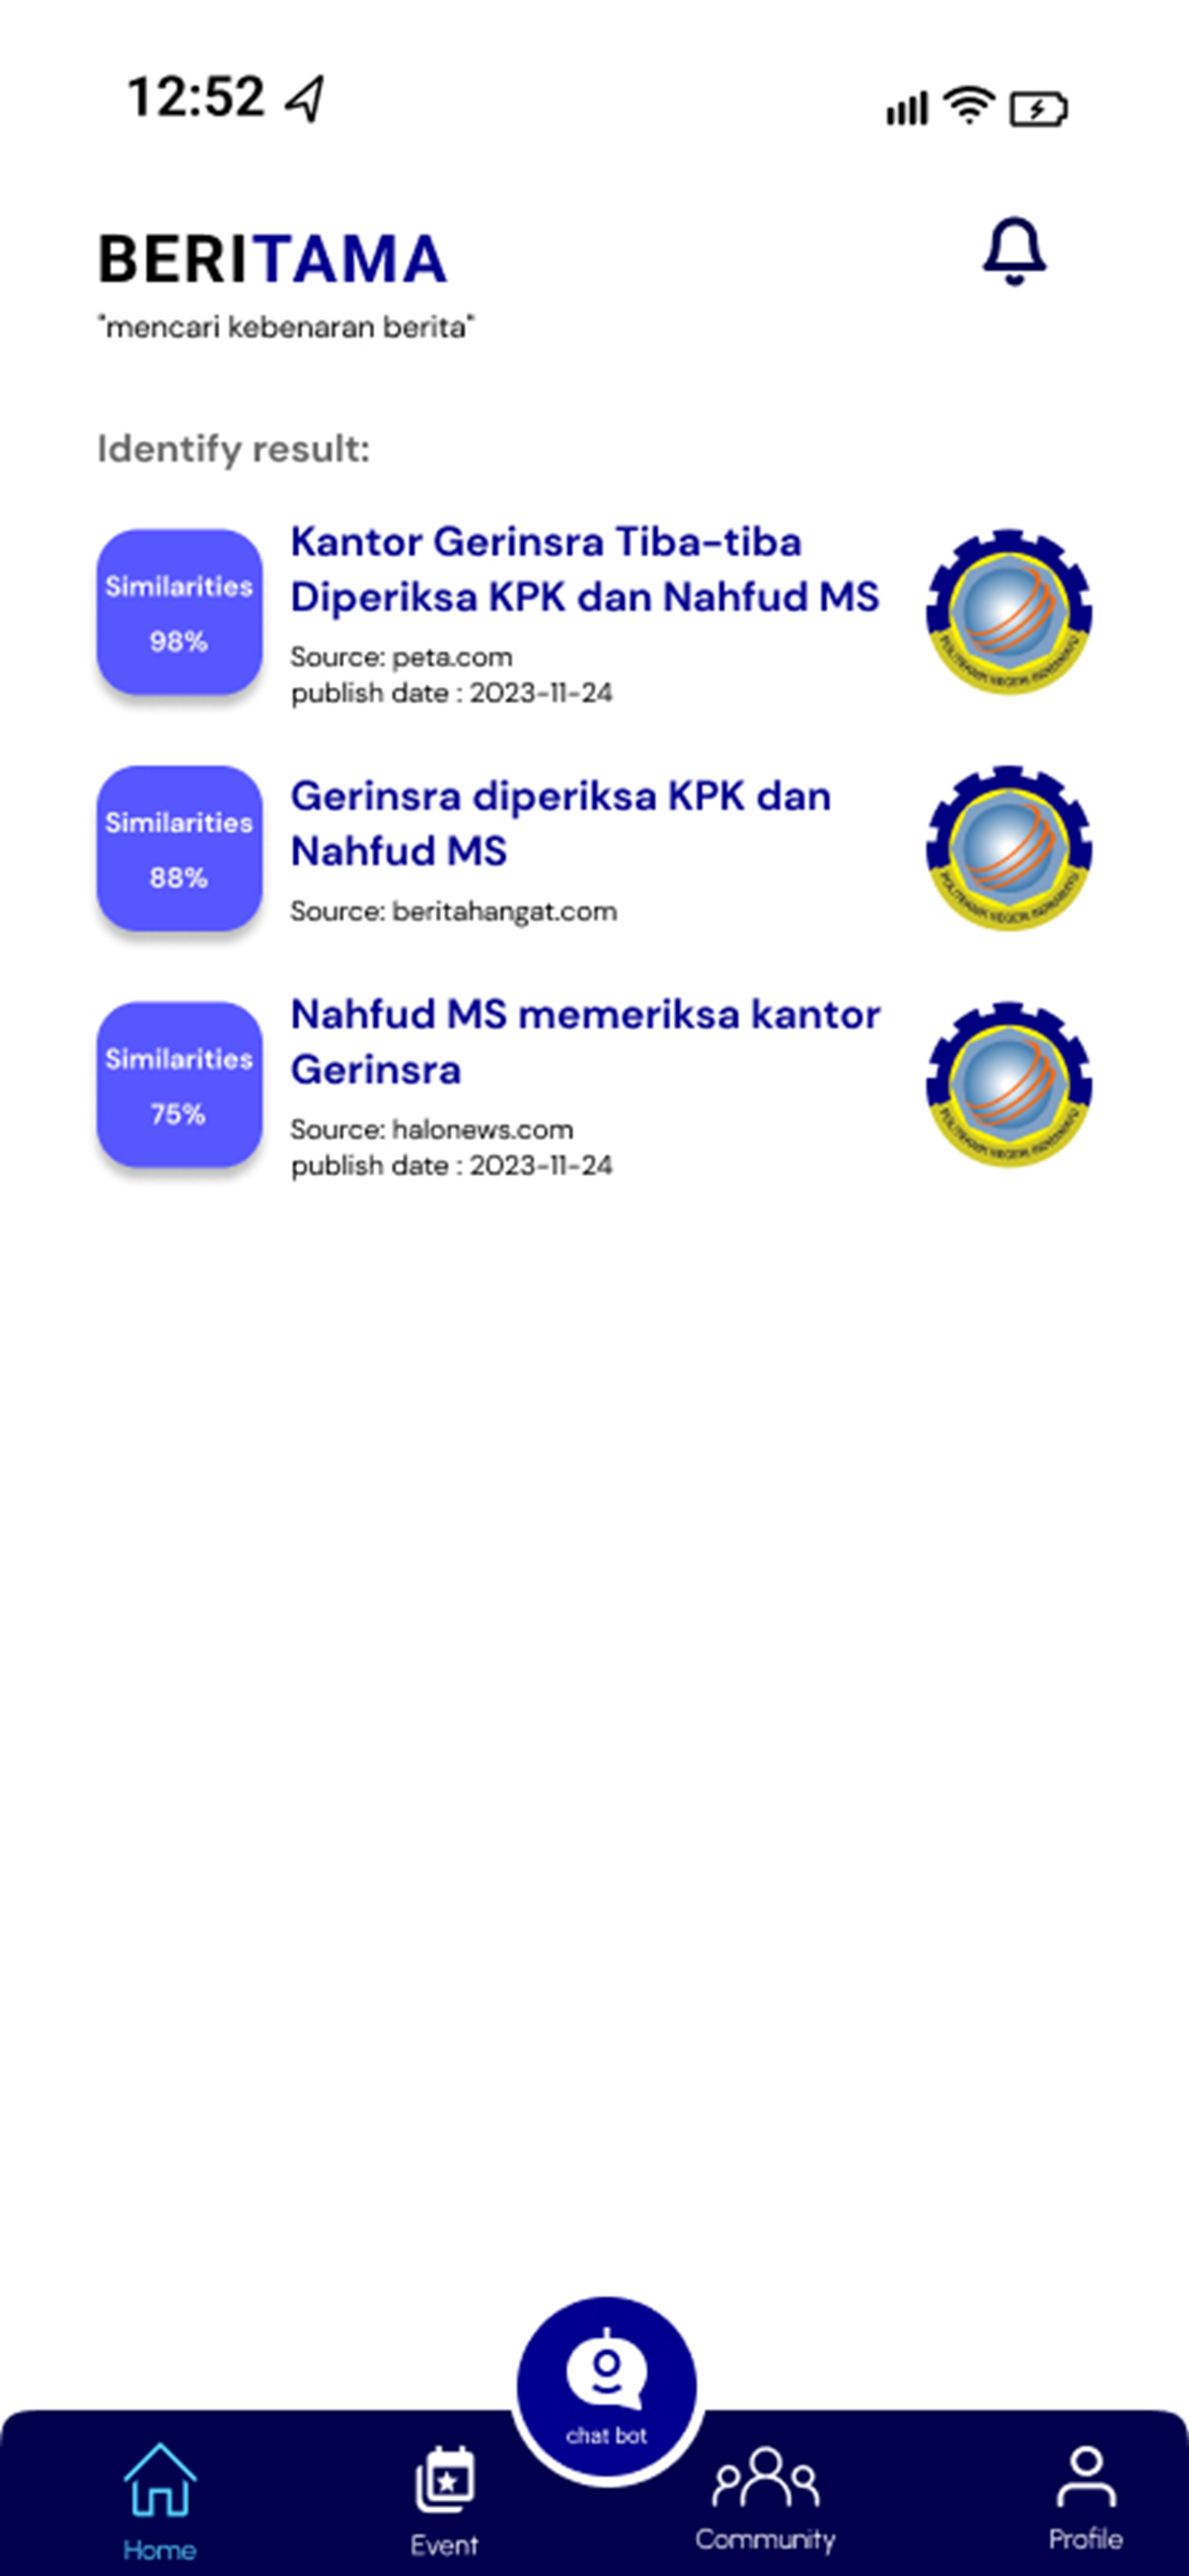 12:52
BERITAMA
"mencari kebenaran berita"
Identify result:
Similarities
98%
Kantor Gerinsra Tiba-tiba
Diperiksa KPK dan Nahfud MS
Source: peta.com
publish date : 2023-11-24
Similarities
88%
Gerinsra diperiksa KPK dan
Nahfud MS
Source: beritahangat.com
Similarities
75%
Nahfud MS memeriksa kantor
Gerinsra
Source: halonews.com
publish date : 2023-11-24
chat bot
Home
Event
Community
Profile